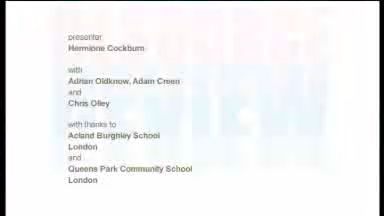 presenter
Hermione Cockburn
with
Adrian Oldknow, Adam Creen
and
Chris Olley
with thanks to
Acland Burghley School
London
and
Queens Park Community School
London